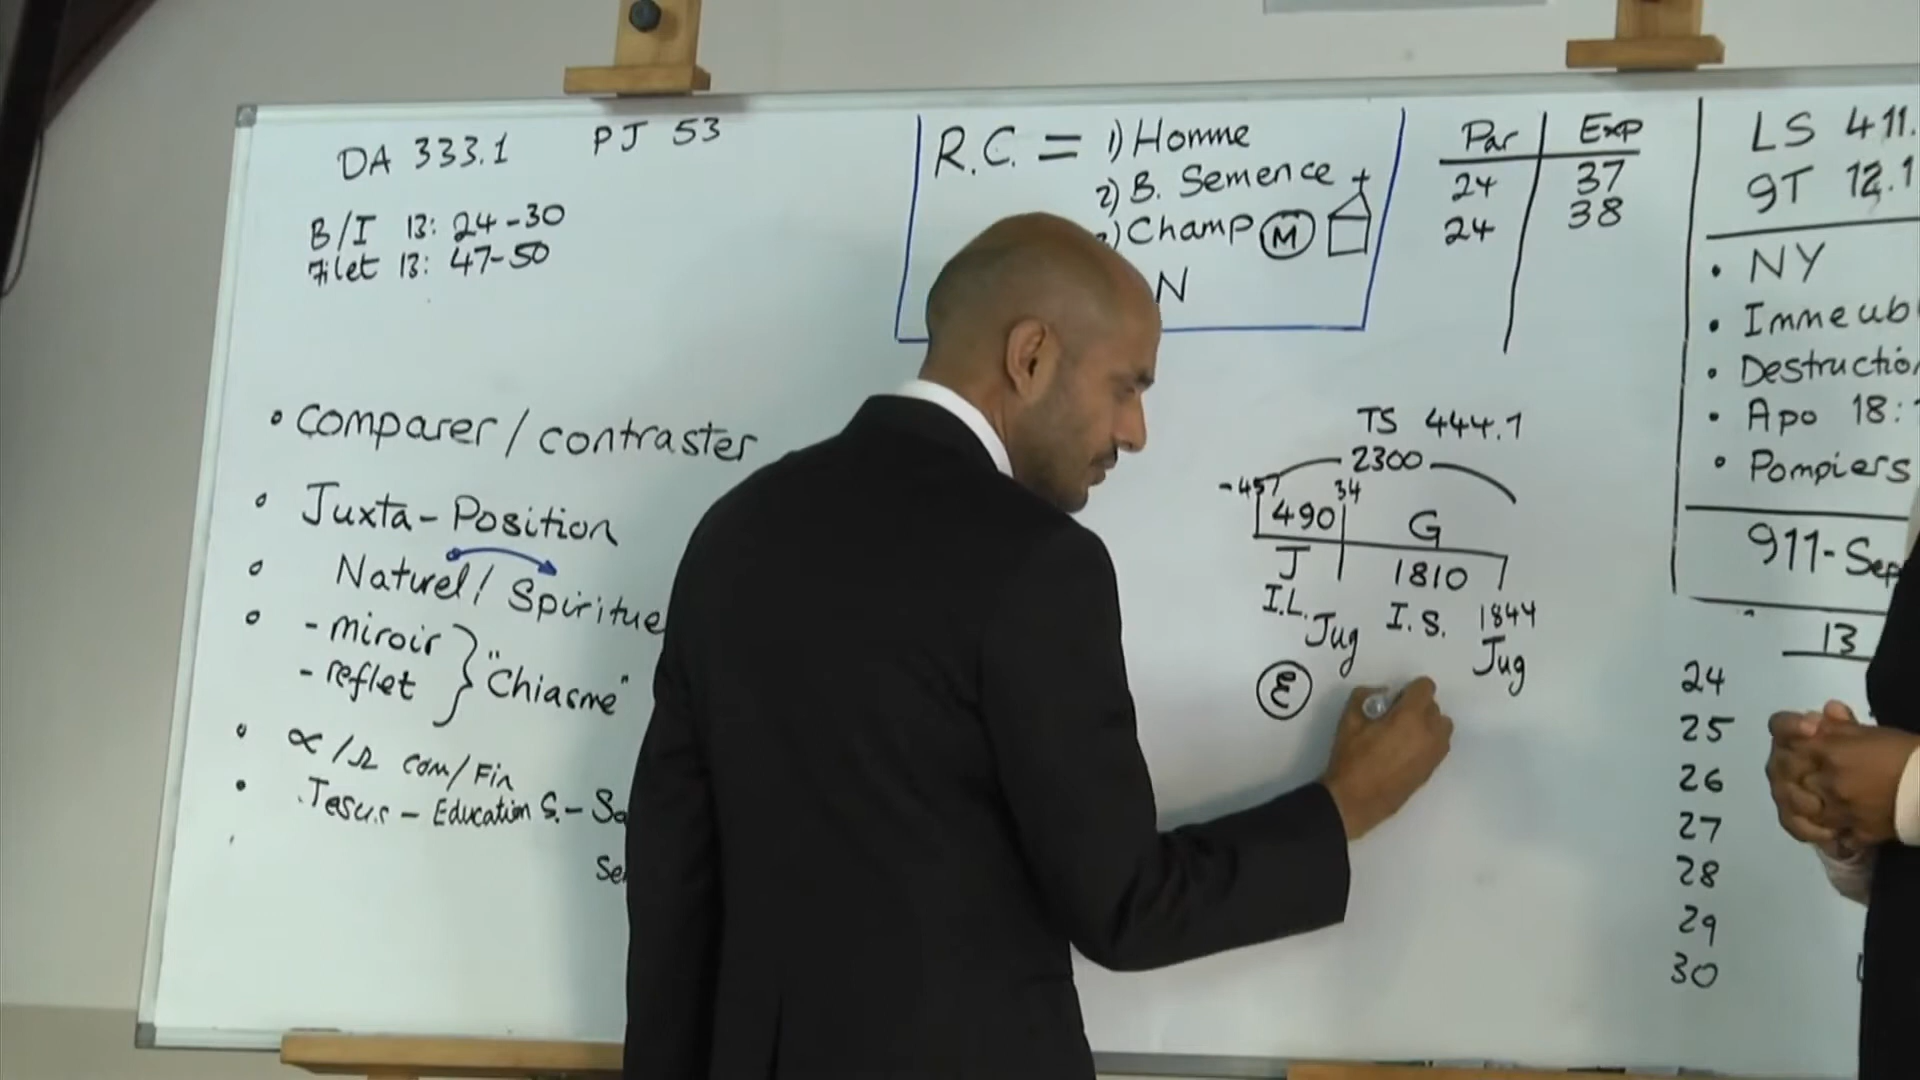 DA 333.1 PJ 53
B/I 13: 24-30
Filet 13: 47-50
• comparer / contraster
• Juxta-Position
• Naturel / Spiritue
• - miroir
- reflet } "Chiasme"
• ∝/Ω com/Fin
• Jesus - Education S. -
R.C. = 1) Homme
2) B. Semence
) Champ M
N
Par Exp
24 37
24 38
TS 444.1
2300
-457 34
490 G
J 1810
I.L. I.S. 1844
Jug Jug
E
LS 411.
9T 12.1
• NY
• Immeub
• Destruction
• Apo 18:
• Pompiers
911-Sep
13
24
25
26
27
28
29
30